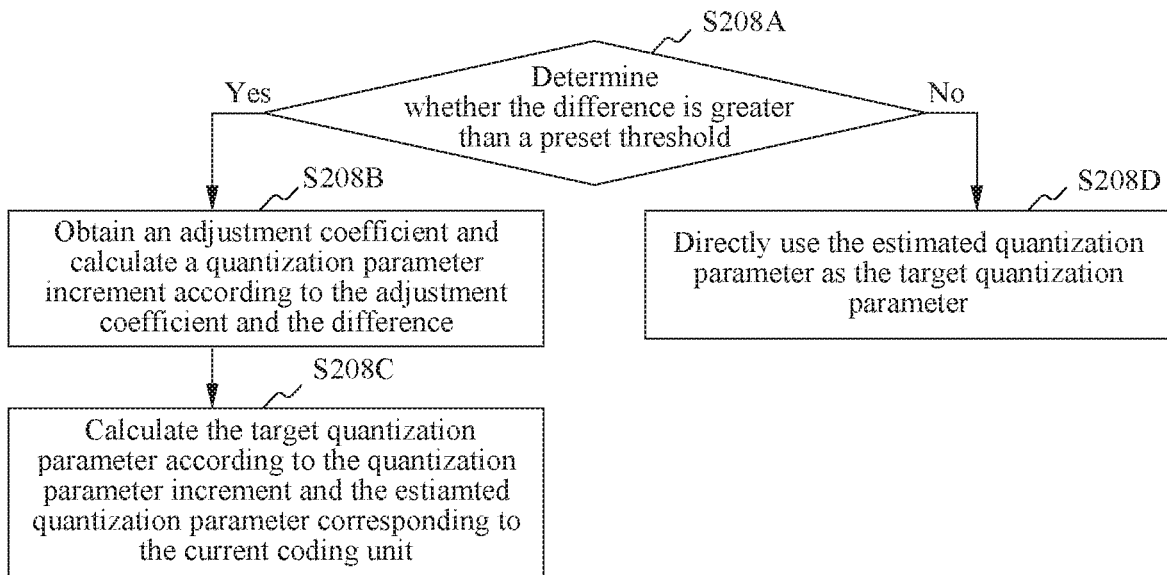 S208A
Determine
whether the difference is greater
than a preset threshold
Yes
No
S208B
Obtain an adjustment coefficient and
calculate a quantization parameter
increment according to the adjustment
coefficient and the difference
S208D
Directly use the estimated quantization
parameter as the target quantization
parameter
S208C
Calculate the target quantization
parameter according to the quantization
parameter increment and the estiamted
quantization parameter corresponding to
the current coding unit